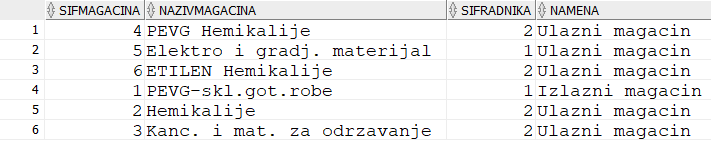 SIFMAGACINA NAZIVMAGACINA SIFRADNIKA NAMENA
1 4 PEVG Hemikalije 2 Ulazni magacin
2 5 Elektro i gradj. materijal 1 Ulazni magacin
3 6 ETILEN Hemikalije 2 Ulazni magacin
4 1 PEVG-skl.got.robe 1 Izlazni magacin
5 2 Hemikalije 2 Ulazni magacin
6 3 Kanc. i mat. za odrzavanje 2 Ulazni magacin